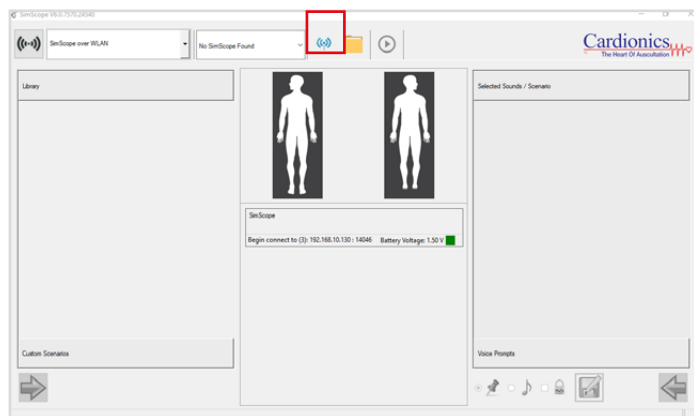 SimScope V6.0.7570.24540
SimScope over WLAN
No SimScope Found
Cardionics
The Heart Of Auscultation
Library
Selected Sounds / Scenario
SimScope
Begin connect to (3): 192.168.10.130 : 14046 Battery Voltage: 1.50 V
Custom Scenarios
Voice Prompts